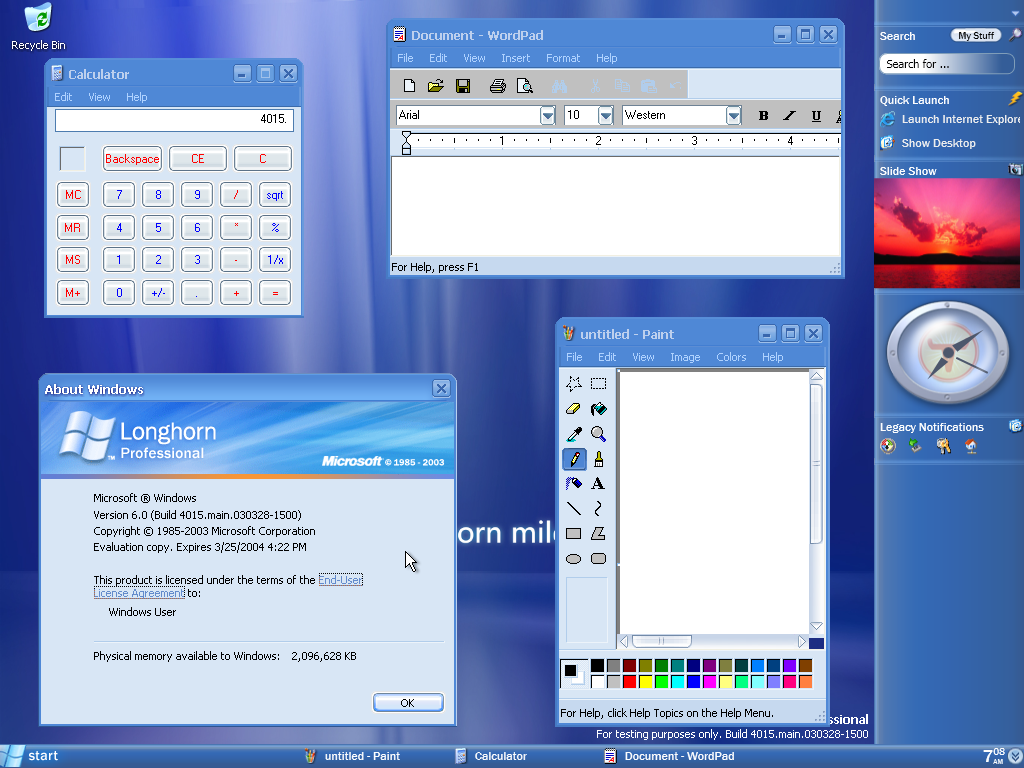 Recycle Bin
Calculator
Edit View Help
4015.
Backspace CE C
MC 7 8 9 / sqrt
MR 4 5 6 * %
MS 1 2 3 - 1/x
M+ 0 +/- . + =
Document - WordPad
File Edit View Insert Format Help
Arial 10 Western B I U
1 2 3 4
For Help, press F1
About Windows
Longhorn
Professional
Microsoft © 1985 - 2003
Microsoft ® Windows
Version 6.0 (Build 4015.main.030328-1500)
Copyright © 1985-2003 Microsoft Corporation
Evaluation copy. Expires 3/25/2004 4:22 PM
This product is licensed under the terms of the End-User
License Agreement to:
Windows User
Physical memory available to Windows: 2,096,628 KB
OK
orn mil
untitled - Paint
File Edit View Image Colors Help
A
For Help, click Help Topics on the Help Menu.
ssional
For testing purposes only. Build 4015.main.030328-1500
Search My Stuff
Search for ...
Quick Launch
Launch Internet Explore
Show Desktop
Slide Show
Legacy Notifications
start
untitled - Paint
Calculator
Document - WordPad
7 08 AM